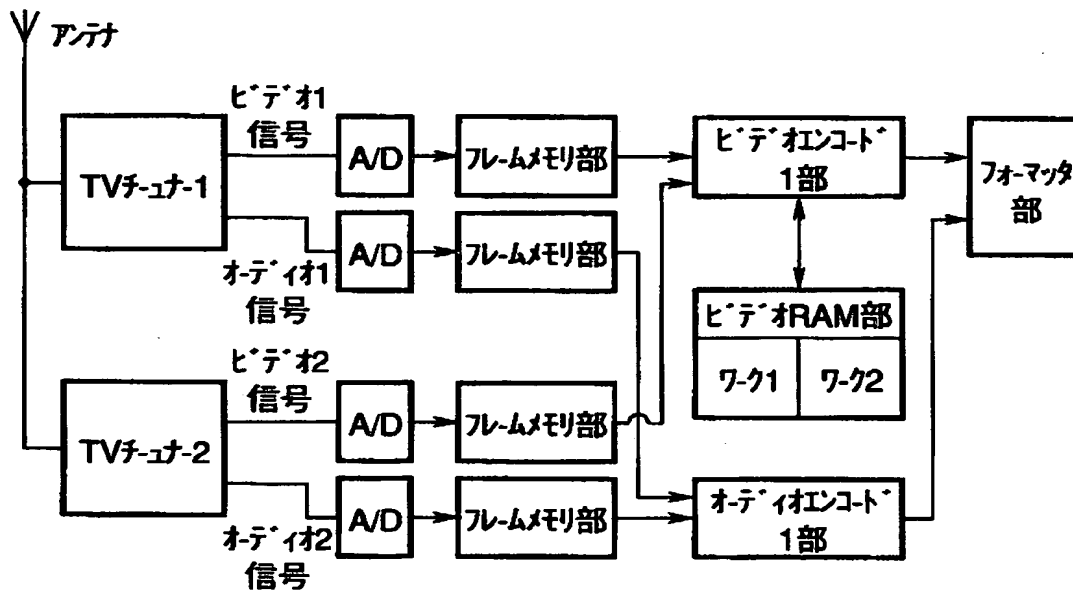 アンテナ
ビデオ1
信号
A/D
フレームメモリ部
ビデオエンコード
1部
フォーマッタ
部
TVチューナー1
A/D
フレームメモリ部
オーディオ1
信号
ビデオRAM部
ワーク1
ワーク2
ビデオ2
信号
A/D
フレームメモリ部
TVチューナー2
A/D
フレームメモリ部
オーディオエンコード
1部
オーディオ2
信号